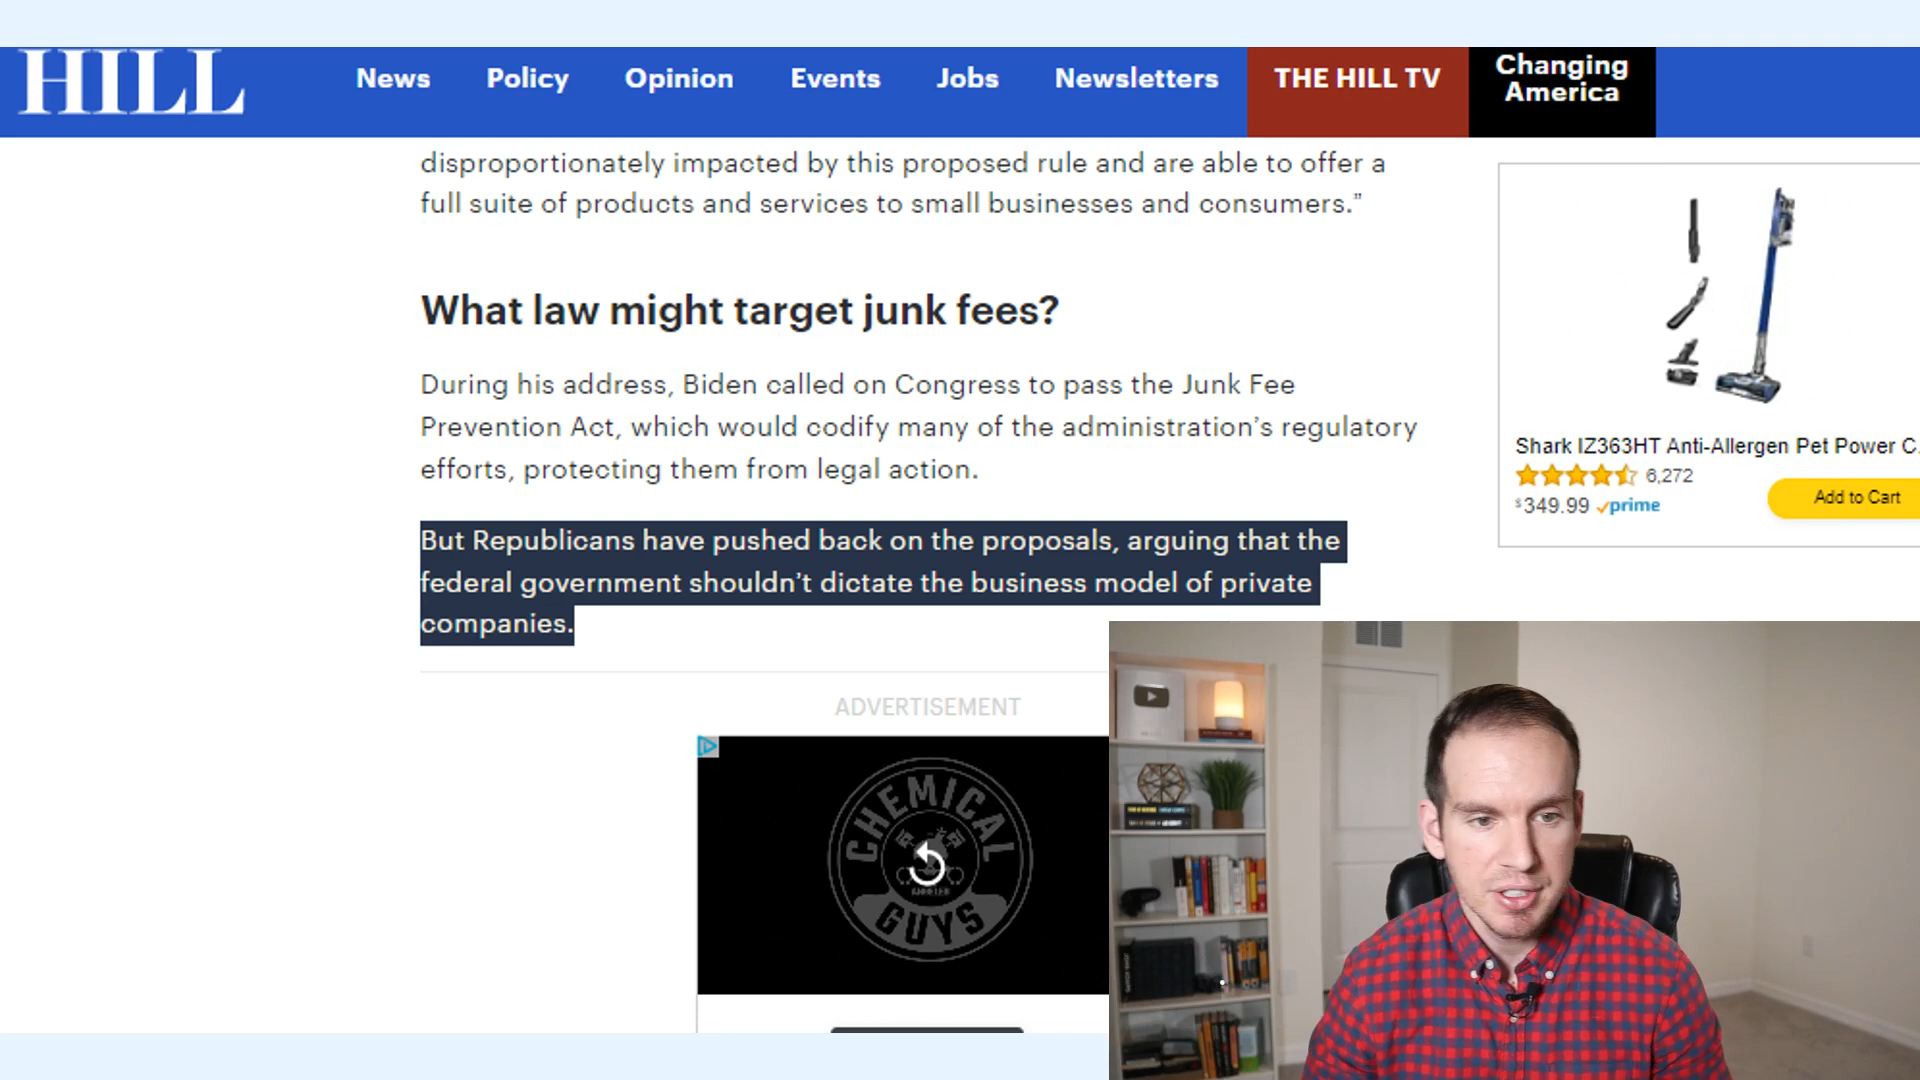 HILL
News
Policy
Opinion
Events
Jobs
Newsletters
THE HILL TV
Changing
America
disproportionately impacted by this proposed rule and are able to offer a
full suite of products and services to small businesses and consumers.”
What law might target junk fees?
During his address, Biden called on Congress to pass the Junk Fee
Prevention Act, which would codify many of the administration’s regulatory
efforts, protecting them from legal action.
But Republicans have pushed back on the proposals, arguing that the
federal government shouldn’t dictate the business model of private
companies.
Shark IZ363HT Anti-Allergen Pet Power C
6,272
$349.99 prime
Add to Cart
ADVERTISEMENT
CHEMICAL
GUYS